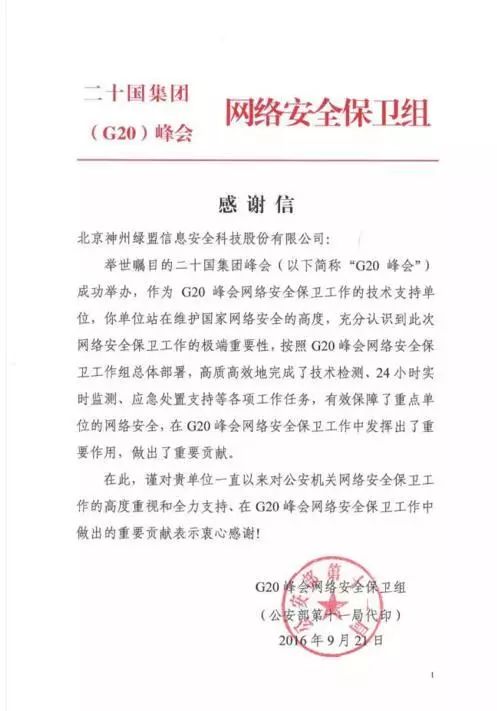 二十国集团
（G20）峰会
网络安全保卫组
感谢信
北京神州绿盟信息安全科技股份有限公司：
举世瞩目的二十国集团峰会（以下简称“G20 峰会”）
成功举办，作为 G20 峰会网络安全保卫工作的技术支持单
位，你单位站在维护国家网络安全的高度，充分认识到此次
网络安全保卫工作的极端重要性，按照 G20 峰会网络安全保
卫工作组总体部署，高质高效地完成了技术检测、24 小时实
时监测、应急处置支持等各项工作任务，有效保障了重点单
位的网络安全，在 G20 峰会网络安全保卫工作中发挥出了重
要作用，做出了重要贡献。
在此，谨对贵单位一直以来对公安机关网络安全保卫工
作的高度重视和全力支持、在 G20 峰会网络安全保卫工作中
做出的重要贡献表示衷心感谢!
G20 峰会网络安全保卫组
（公安部第十一局代印）
2016 年 9 月 21 日
公安部第十一局
1